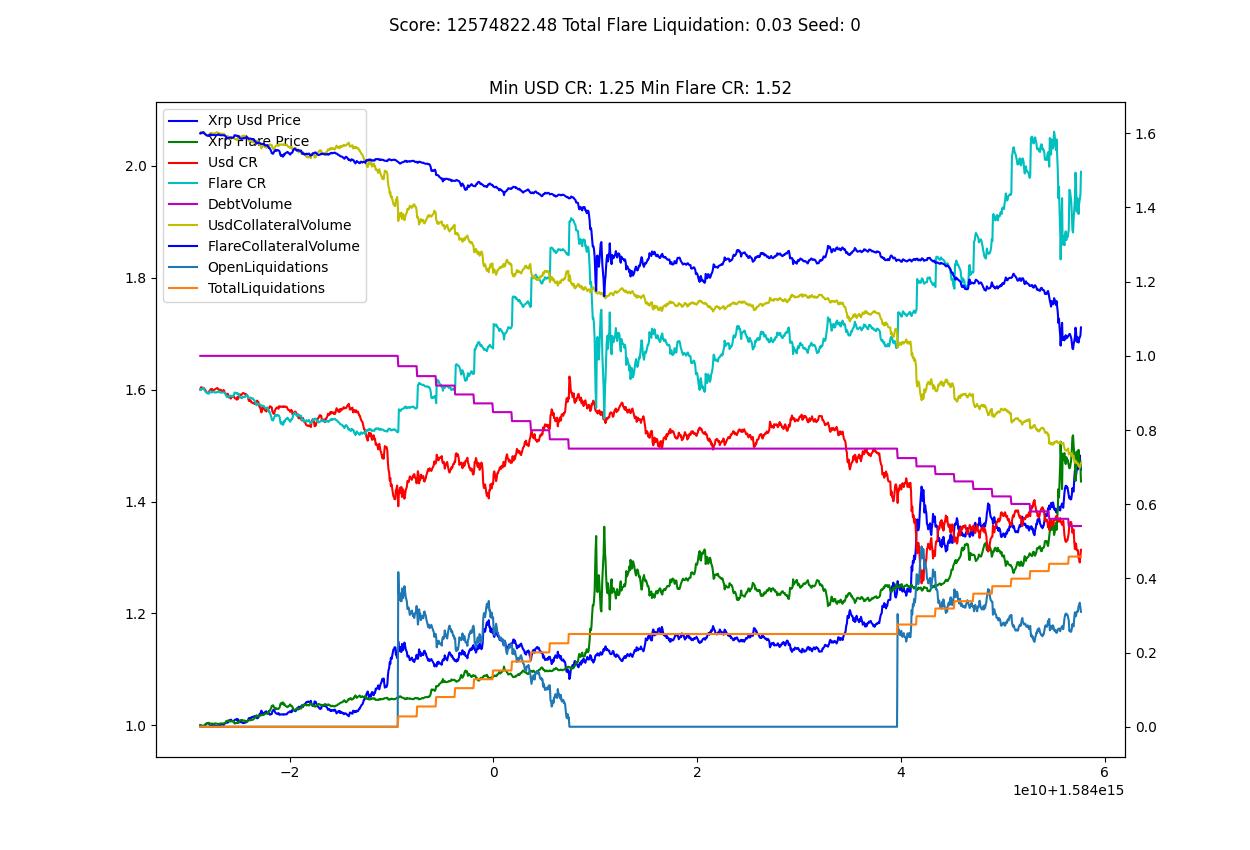 Score: 12574822.48 Total Flare Liquidation: 0.03 Seed: 0
Min USD CR: 1.25 Min Flare CR: 1.52
Xrp Usd Price
Xrp Flare Price
Usd CR
Flare CR
DebtVolume
UsdCollateralVolume
FlareCollateralVolume
OpenLiquidations
TotalLiquidations
2.0
1.8
1.6
1.4
1.2
1.0
1.6
1.4
1.2
1.0
0.8
0.6
0.4
0.2
0.0
−2
0
2
4
6
1e10+1.584e15